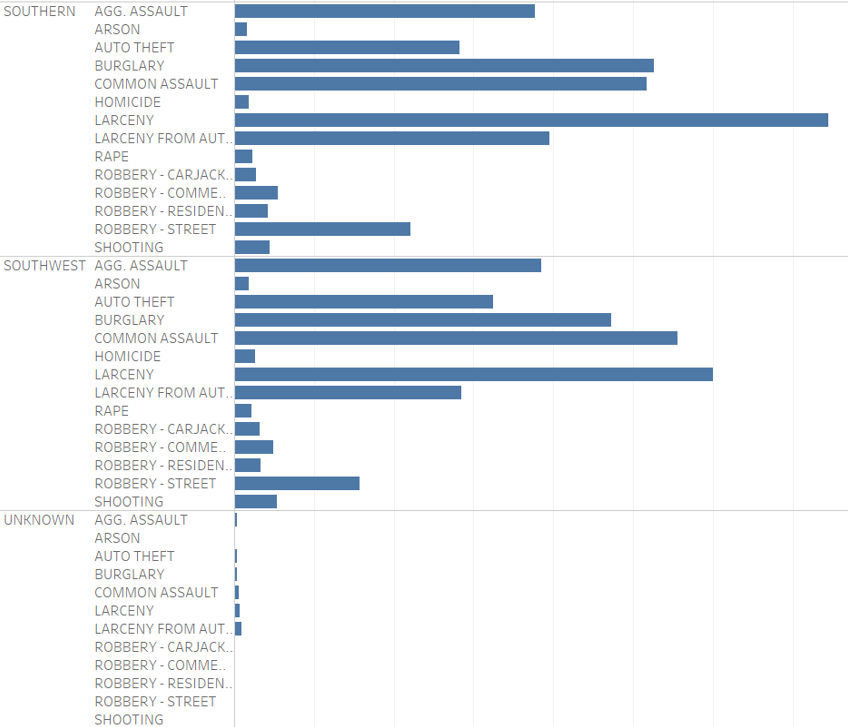 SOUTHERN AGG. ASSAULT
ARSON
AUTO THEFT
BURGLARY
COMMON ASSAULT
HOMICIDE
LARCENY
LARCENY FROM AUT..
RAPE
ROBBERY - CARJACK..
ROBBERY - COMME..
ROBBERY - RESIDEN..
ROBBERY - STREET
SHOOTING
SOUTHWEST AGG. ASSAULT
ARSON
AUTO THEFT
BURGLARY
COMMON ASSAULT
HOMICIDE
LARCENY
LARCENY FROM AUT..
RAPE
ROBBERY - CARJACK..
ROBBERY - COMME..
ROBBERY - RESIDEN..
ROBBERY - STREET
SHOOTING
UNKNOWN AGG. ASSAULT
ARSON
AUTO THEFT
BURGLARY
COMMON ASSAULT
LARCENY
LARCENY FROM AUT..
ROBBERY - CARJACK..
ROBBERY - COMME..
ROBBERY - RESIDEN..
ROBBERY - STREET
SHOOTING